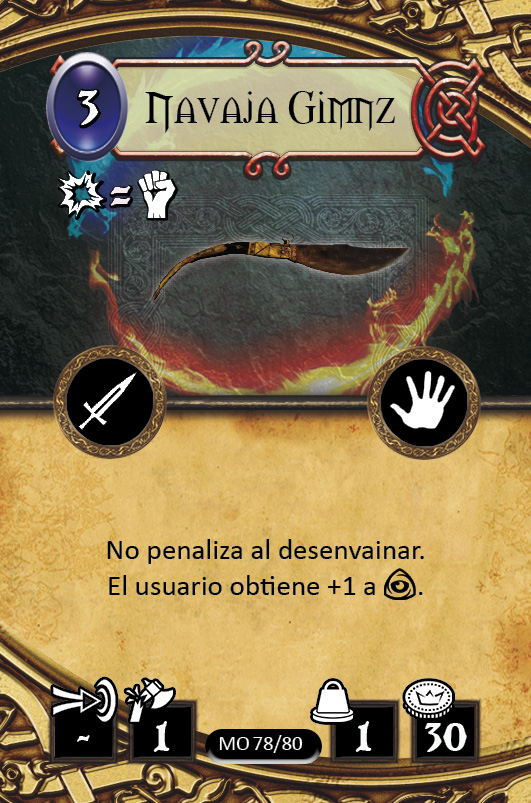 3
Navaja Gimnz
=
No penaliza al desenvainar.
El usuario obtiene +1 a .
- 1 MO 78/80 1 30